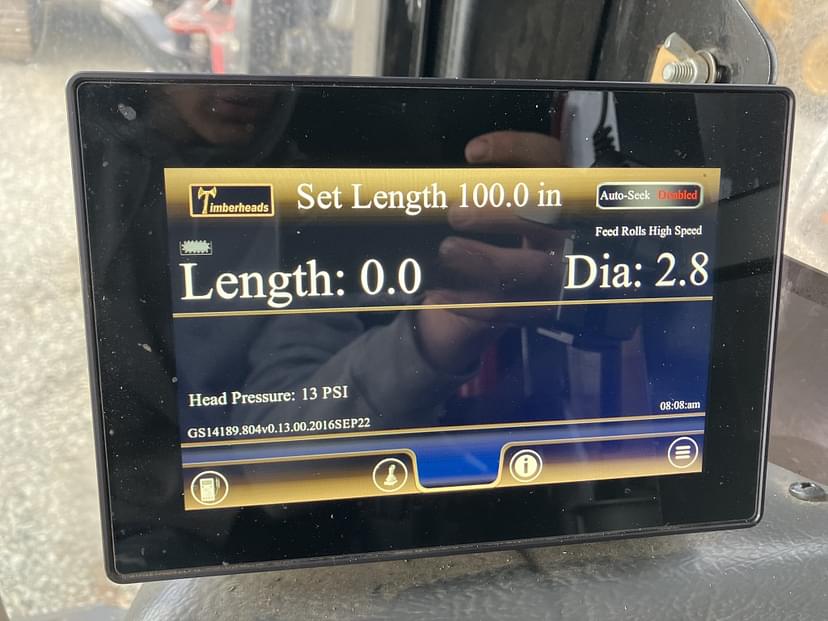 Timberheads
Set Length 100.0 in
Auto-Seek Disabled
Feed Rolls High Speed
Length: 0.0
Dia: 2.8
Head Pressure: 13 PSI
08:08:am
GS14189.804v0.13.00.2016SEP22